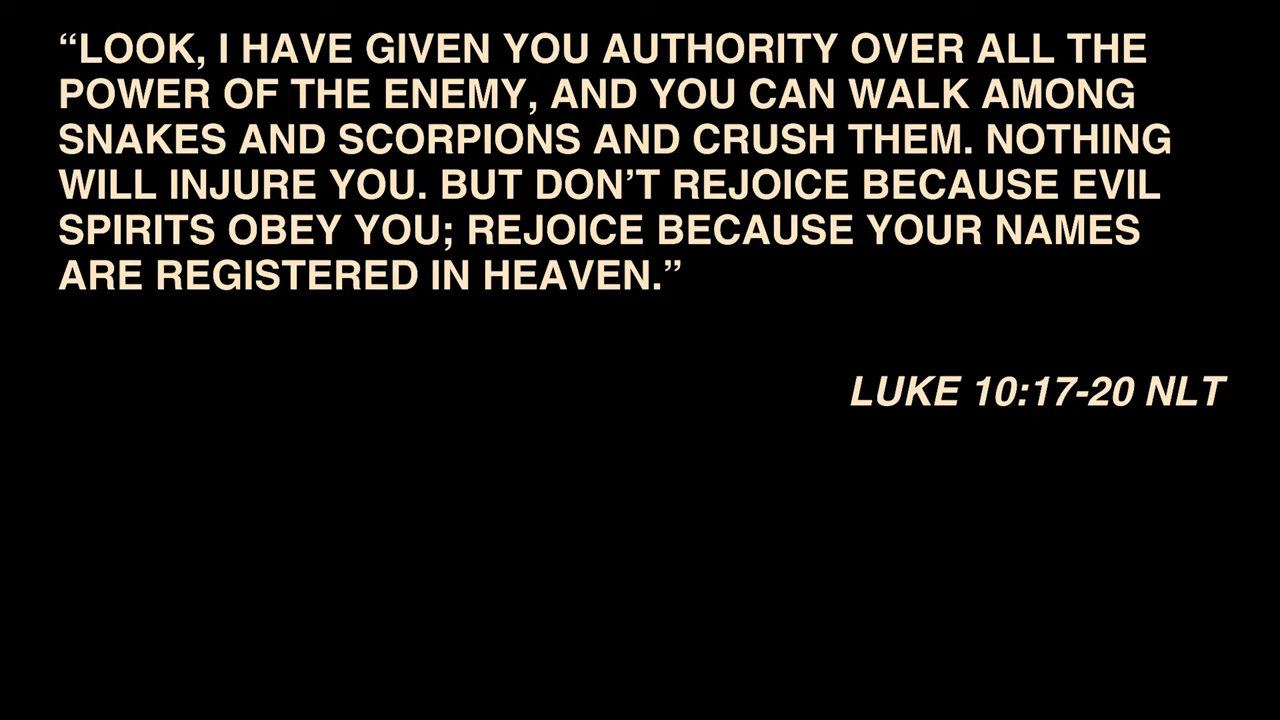 “LOOK, I HAVE GIVEN YOU AUTHORITY OVER ALL THE
POWER OF THE ENEMY, AND YOU CAN WALK AMONG
SNAKES AND SCORPIONS AND CRUSH THEM. NOTHING
WILL INJURE YOU. BUT DON’T REJOICE BECAUSE EVIL
SPIRITS OBEY YOU; REJOICE BECAUSE YOUR NAMES
ARE REGISTERED IN HEAVEN.”
LUKE 10:17-20 NLT